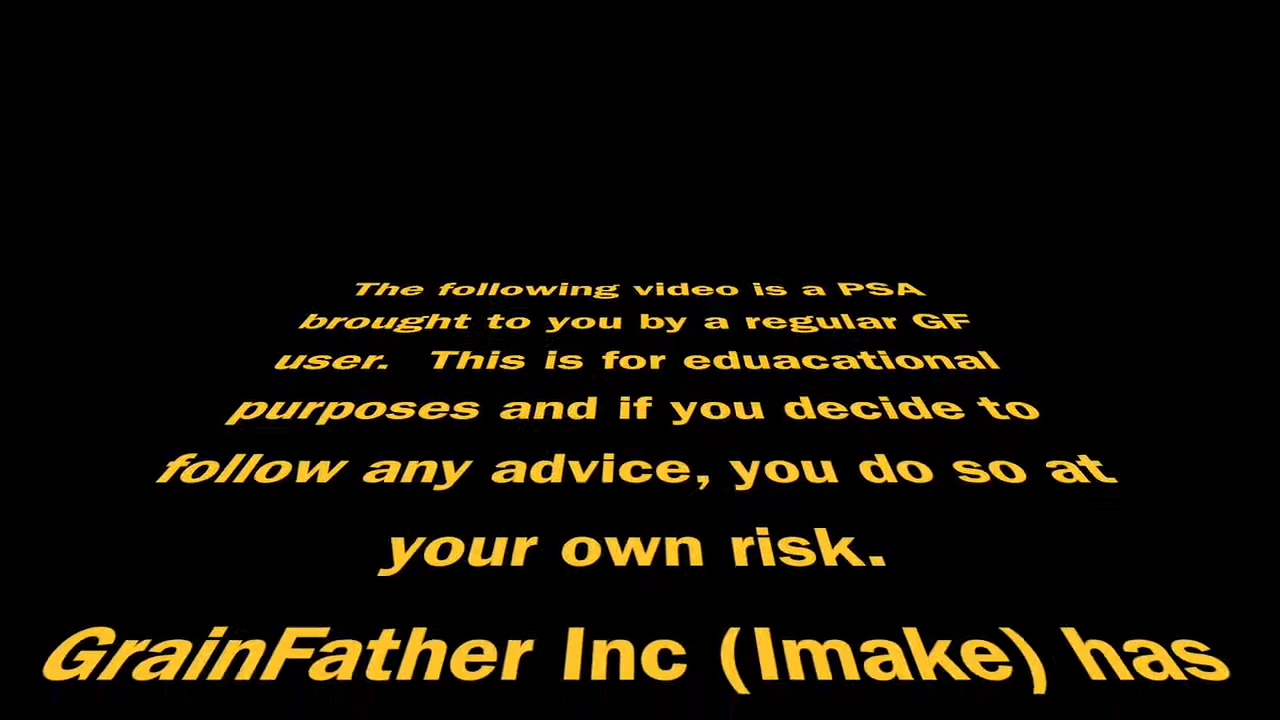 The following video is a PSA
brought to you by a regular GF
user. This is for eduacational
purposes and if you decide to
follow any advice, you do so at
your own risk.
GrainFather Inc (Imake) has